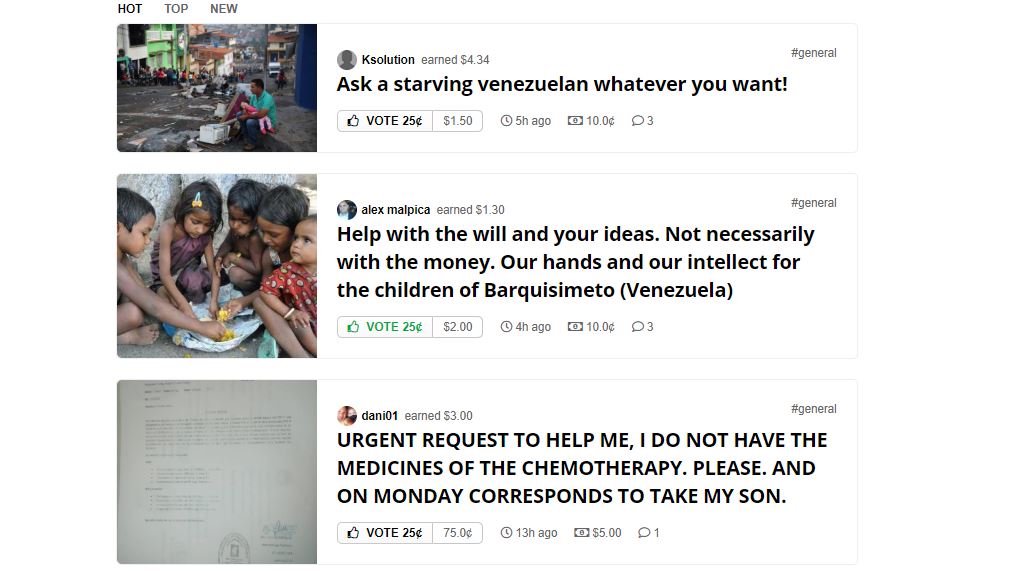 HOT TOP NEW
Ksolution earned $4.34
#general
Ask a starving venezuelan whatever you want!
VOTE 25¢ $1.50 5h ago 10.0¢ 3
alex malpica earned $1.30
#general
Help with the will and your ideas. Not necessarily
with the money. Our hands and our intellect for
the children of Barquisimeto (Venezuela)
VOTE 25¢ $2.00 4h ago 10.0¢ 3
dani01 earned $3.00
#general
URGENT REQUEST TO HELP ME, I DO NOT HAVE THE
MEDICINES OF THE CHEMOTHERAPY. PLEASE. AND
ON MONDAY CORRESPONDS TO TAKE MY SON.
VOTE 25¢ 75.0¢ 13h ago $5.00 1